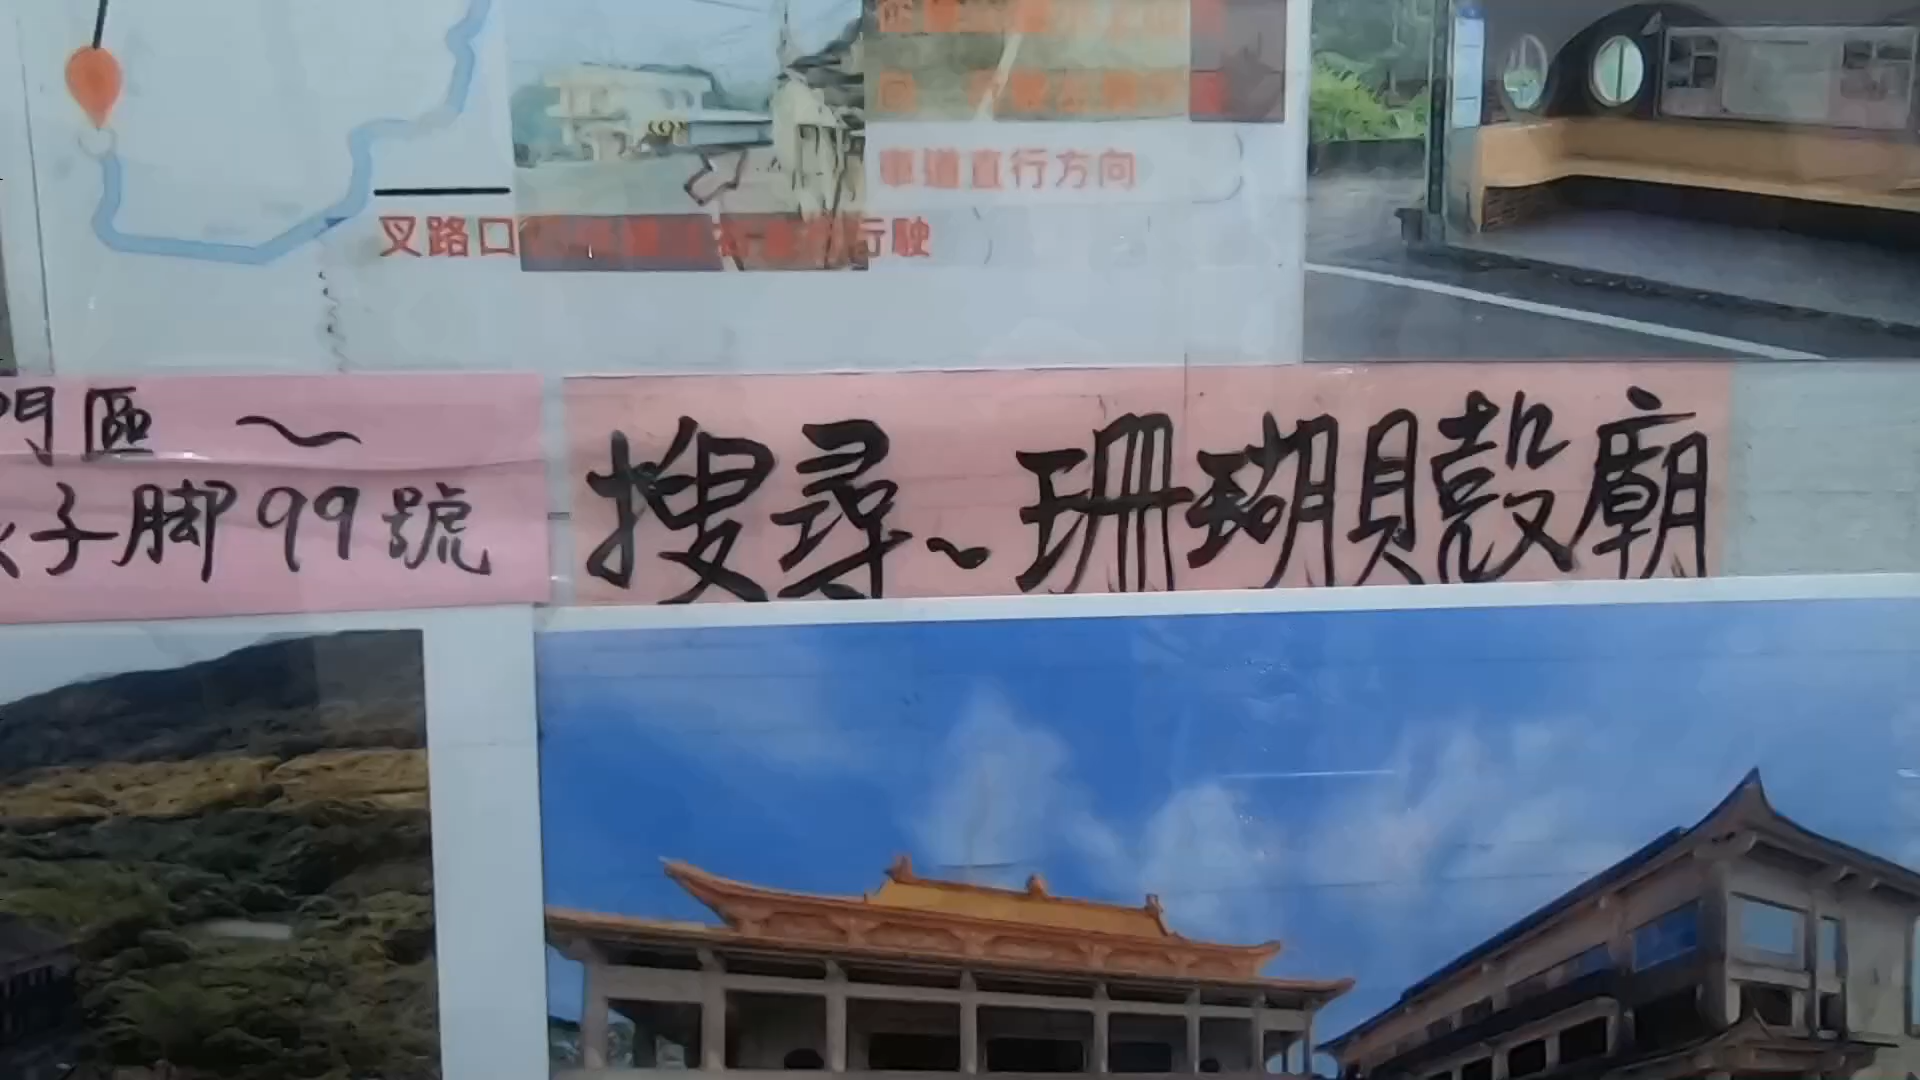 車道直行方向
叉路口
行駛
門區～
子脚99號
搜尋~珊瑚貝殼廟